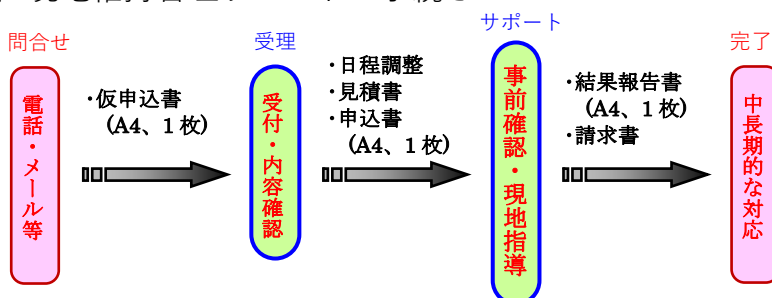 問合せ
電話・メール等
・仮申込書
(A4、1枚)
受理
受付・内容確認
・日程調整
・見積書
・申込書
(A4、1枚)
サポート
事前確認・現地指導
・結果報告書
(A4、1枚)
・請求書
完了
中長期的な対応